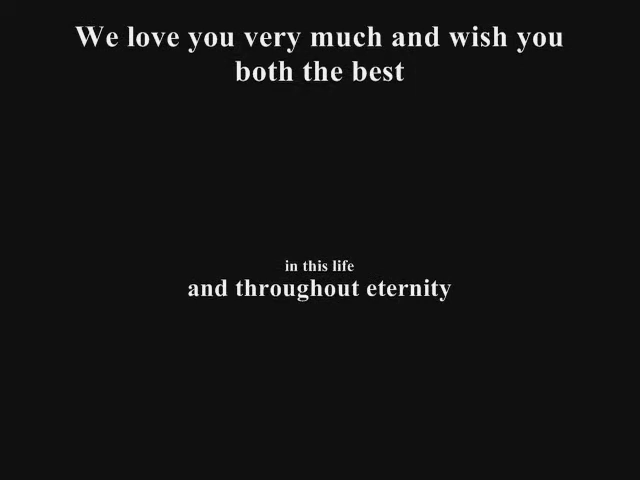 We love you very much and wish you
both the best
in this life
and throughout eternity